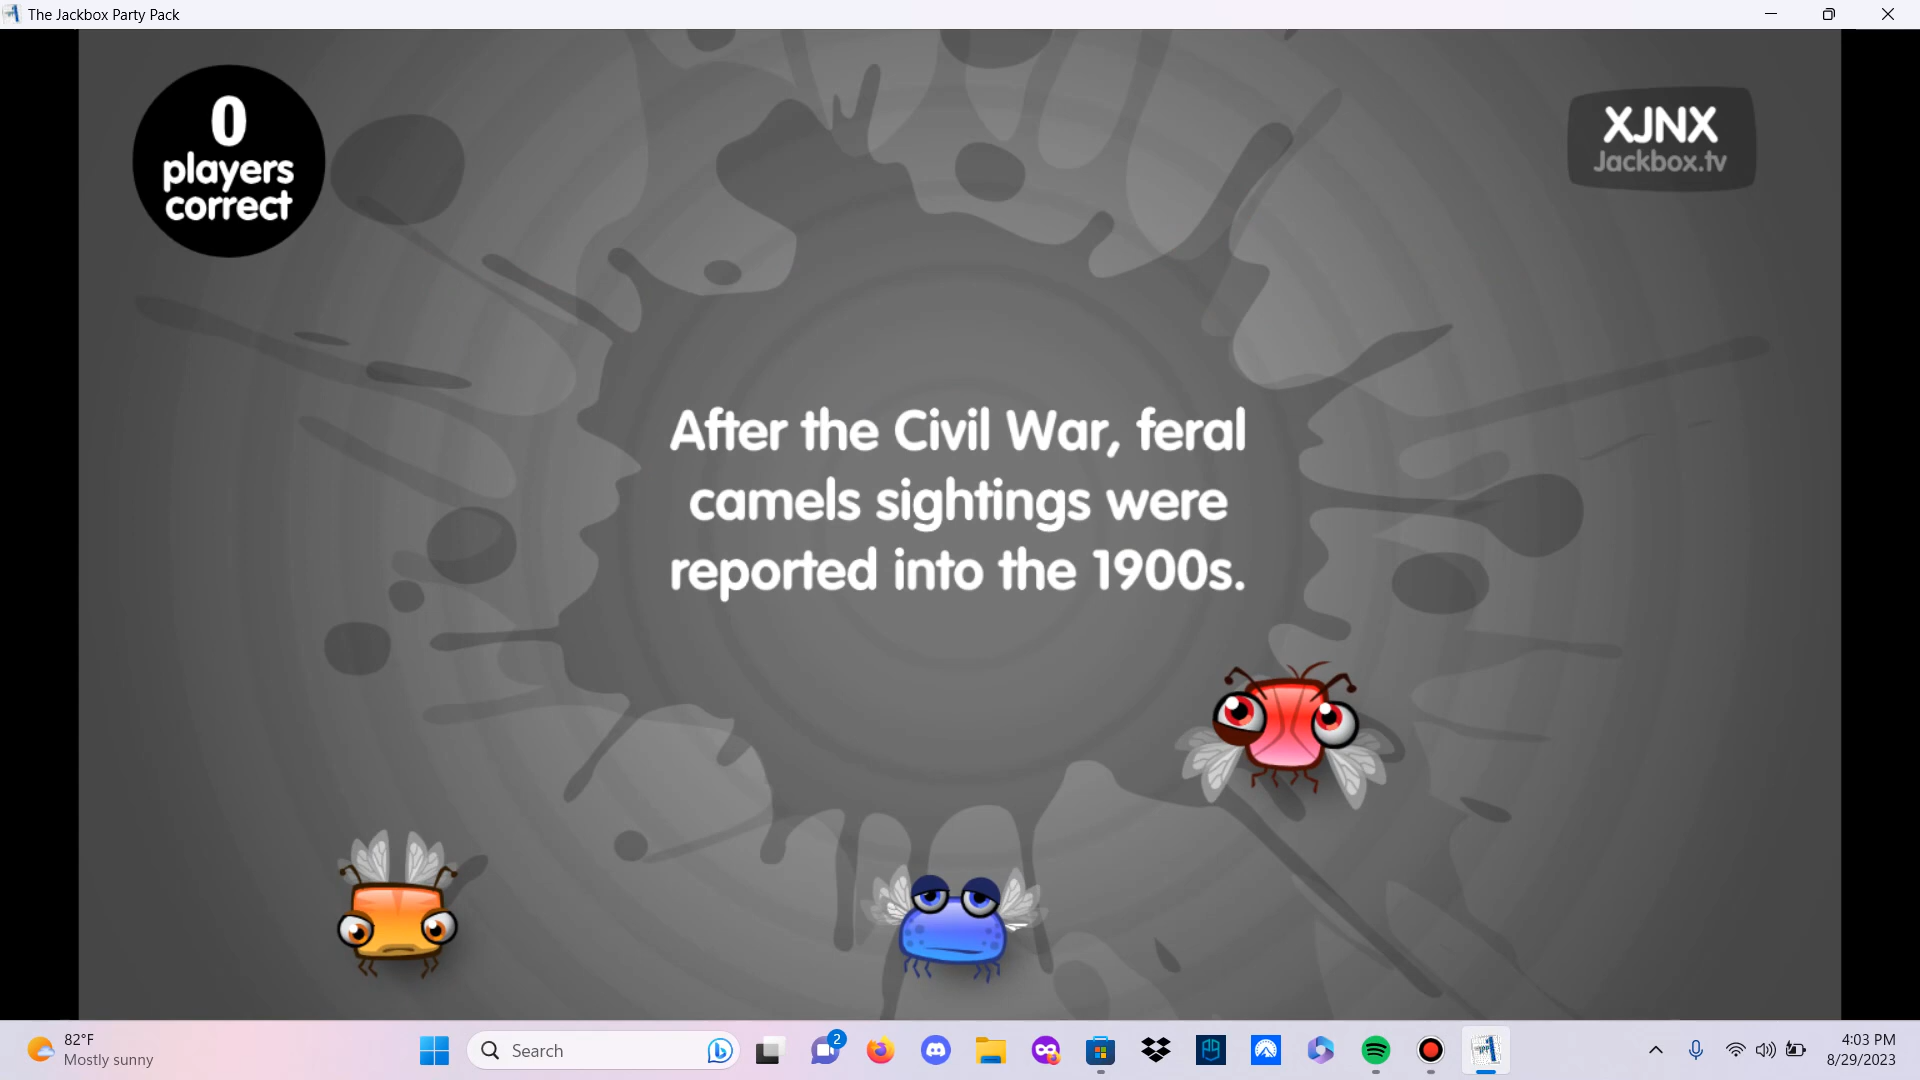 The Jackbox Party Pack
0
players
correct
XJNX
Jackbox.tv
After the Civil War, feral
camels sightings were
reported into the 1900s.
82°F
Mostly sunny
Search
2
4:03 PM
8/29/2023